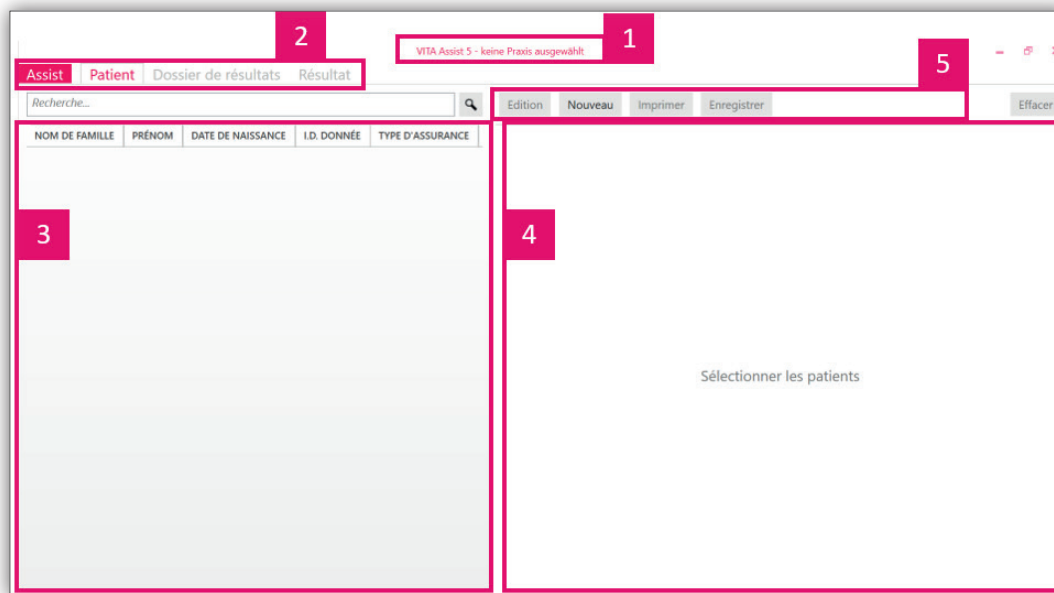 2
1
VITA Assist 5 - keine Praxis ausgewählt
5
Assist Patient Dossier de résultats Résultat
Recherche... Edition Nouveau Imprimer Enregistrer Effacer
NOM DE FAMILLE PRÉNOM DATE DE NAISSANCE I.D. DONNÉE TYPE D'ASSURANCE
3
4
Sélectionner les patients